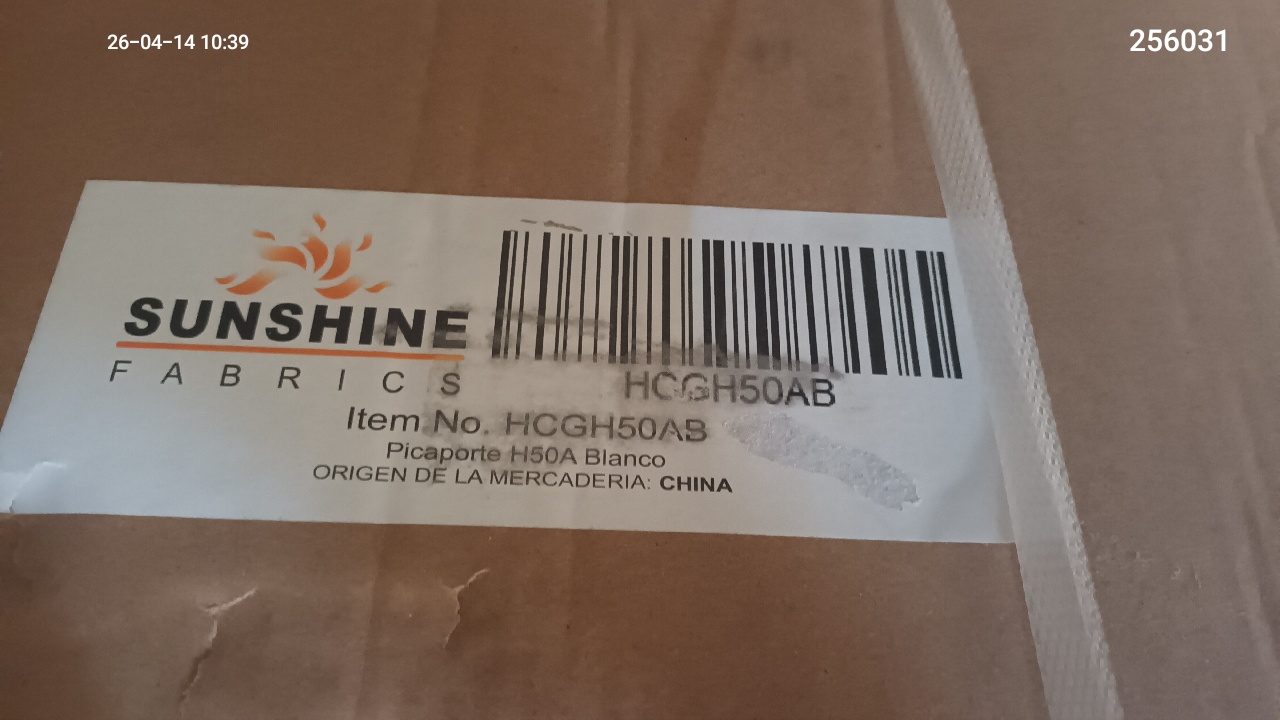 26-04-14 10:39
256031
SUNSHINE
FABRICS
HCGH50AB
Item No. HCGH50AB
Picaporte H50A Blanco
ORIGEN DE LA MERCADERIA: CHINA